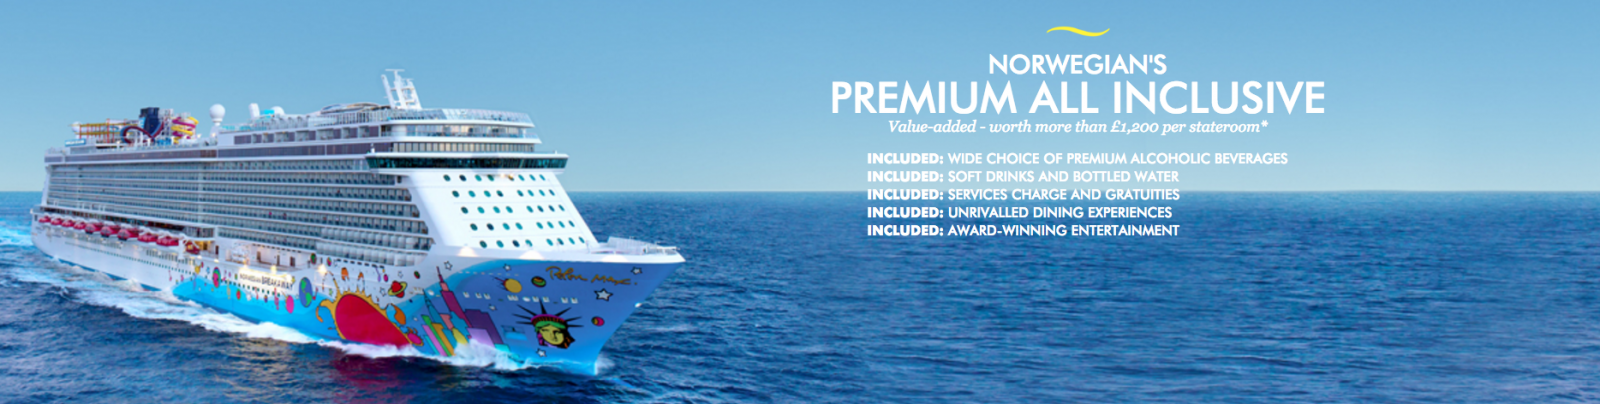 NORWEGIAN'S
PREMIUM ALL INCLUSIVE
Value-added - worth more than £1,200 per stateroom*
INCLUDED: WIDE CHOICE OF PREMIUM ALCOHOLIC BEVERAGES
INCLUDED: SOFT DRINKS AND BOTTLED WATER
INCLUDED: SERVICES CHARGE AND GRATUITIES
INCLUDED: UNRIVALLED DINING EXPERIENCES
INCLUDED: AWARD-WINNING ENTERTAINMENT
NORWEGIAN BREAKAWAY